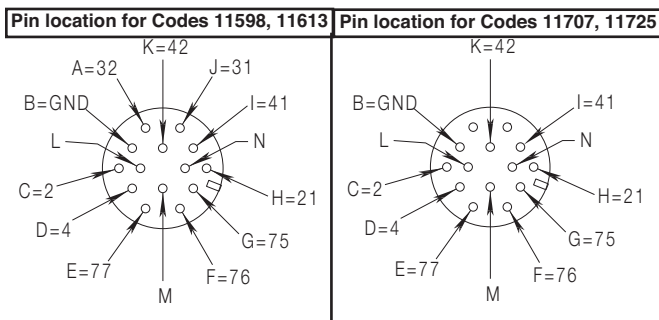 Pin location for Codes 11598, 11613
K=42
A=32
J=31
B=GND
I=41
L
N
C=2
H=21
D=4
G=75
E=77
F=76
M
Pin location for Codes 11707, 11725
K=42
B=GND
I=41
L
N
C=2
H=21
D=4
G=75
E=77
F=76
M